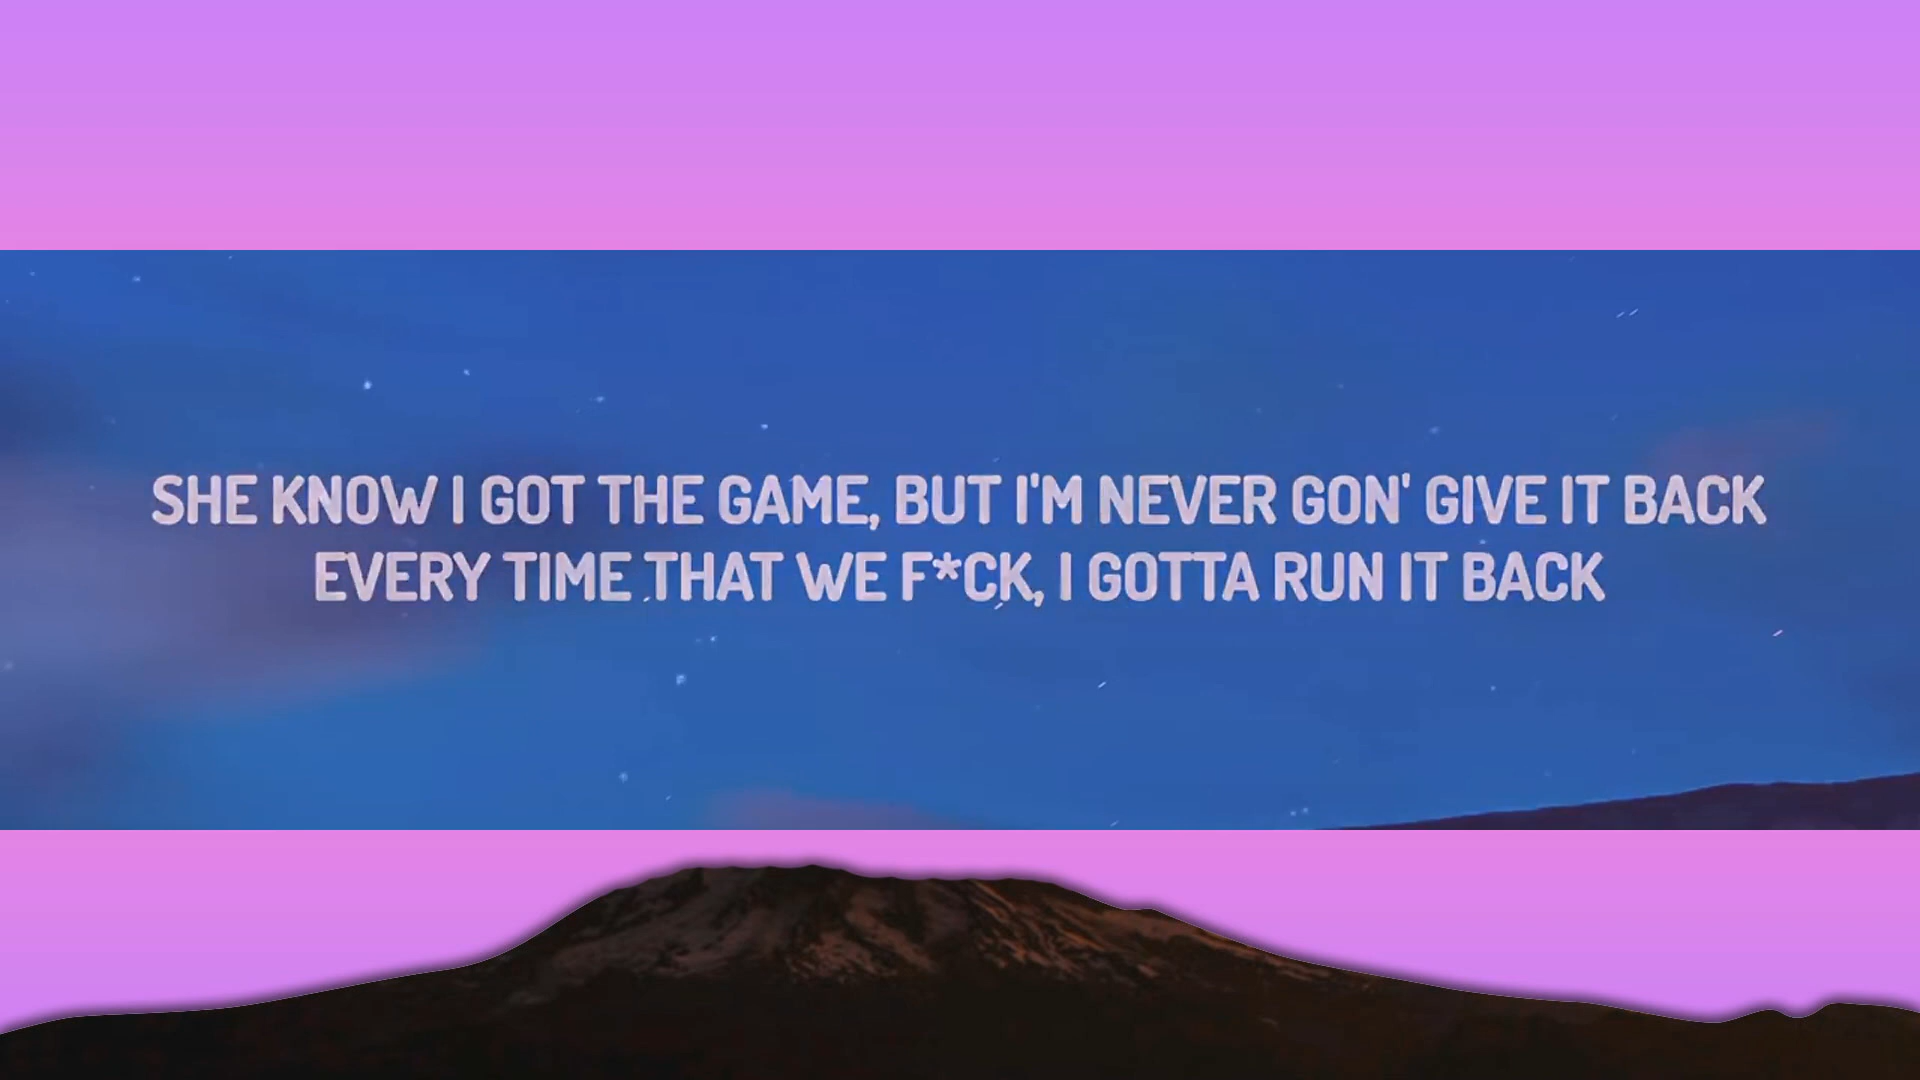 SHE KNOW I GOT THE GAME, BUT I'M NEVER GON' GIVE IT BACK
EVERY TIME THAT WE F*CK, I GOTTA RUN IT BACK